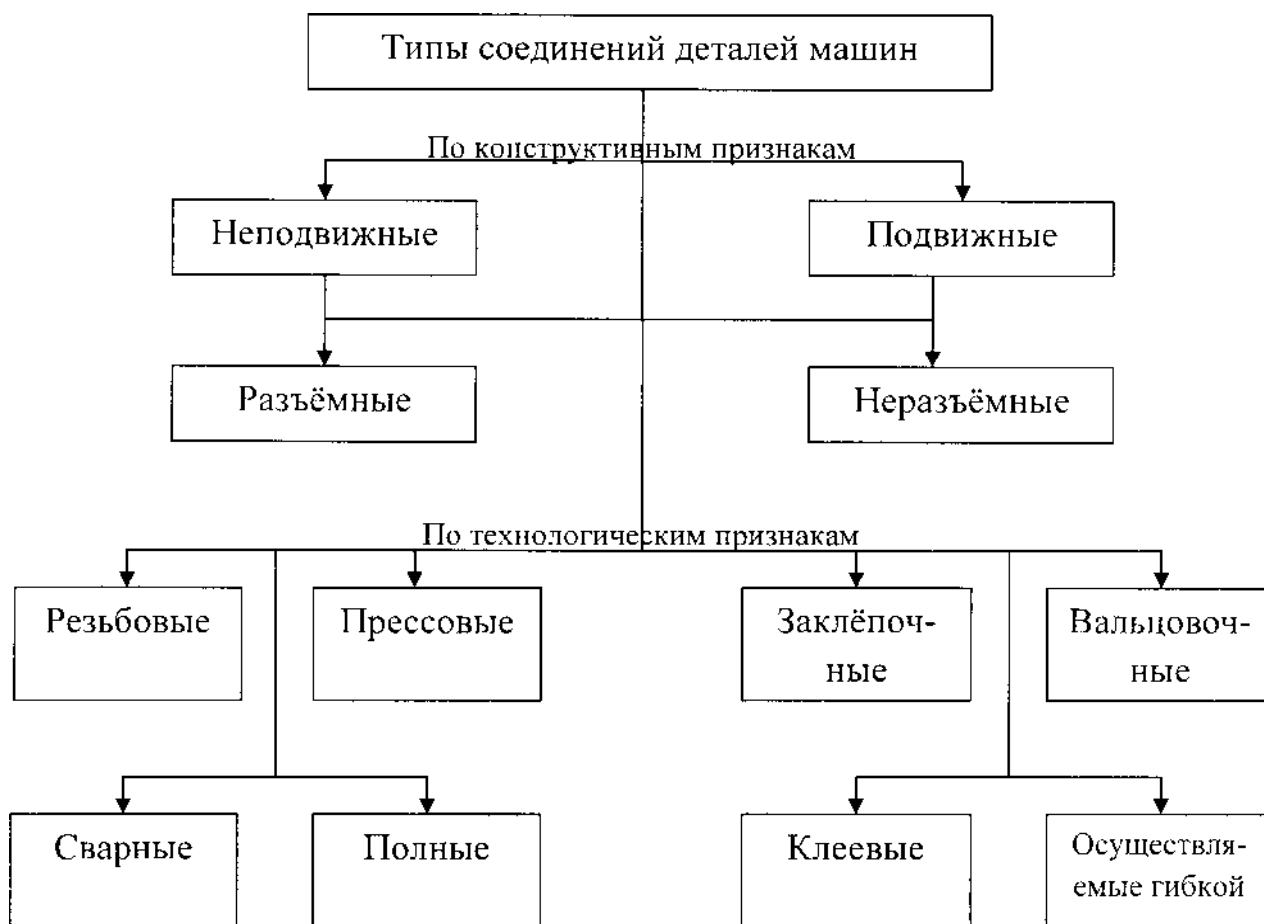 Типы соединений деталей машин
По конструктивным признакам
Неподвижные
Подвижные
Разъёмные
Неразъёмные
По технологическим признакам
Резьбовые
Прессовые
Заклёпоч-
ные
Вальцовоч-
ные
Сварные
Полные
Клеевые
Осуществля-
емые гибкой